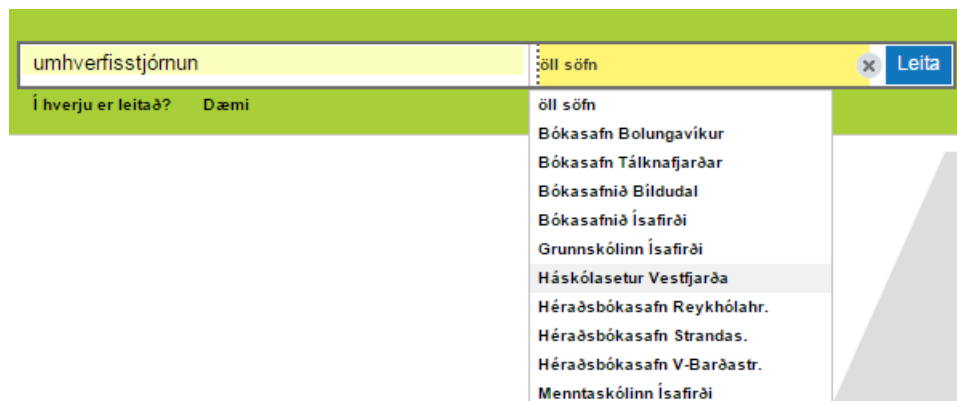 umhverfisstjórnun öll söfn Leita
Í hverju er leitað? Dæmi
öll söfn
Bókasafn Bolungavíkur
Bókasafn Tálknafjarðar
Bókasafnið Bíldudal
Bókasafnið Ísafirði
Grunnskólinn Ísafirði
Háskólasetur Vestfjarða
Héraðsbókasafn Reykhólahr.
Héraðsbókasafn Strandas.
Héraðsbókasafn V-Barðastr.
Menntaskólinn Ísafirði